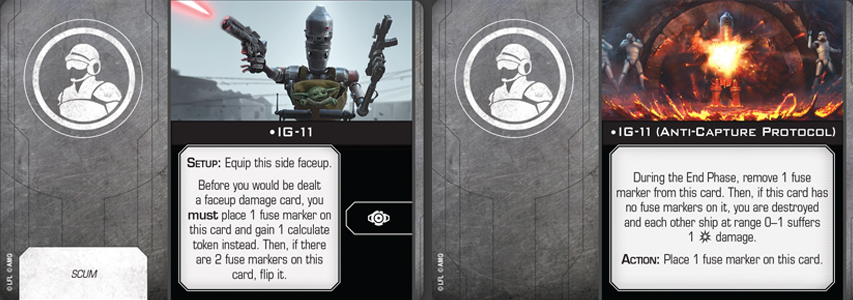 •IG-11
SETUP: Equip this side faceup.
Before you would be dealt
a faceup damage card, you
must place 1 fuse marker on
this card and gain 1 calculate
token instead. Then, if there
are 2 fuse markers on this
card, flip it.
SCUM
© LFL © AMG
•IG-11 (ANTI-CAPTURE PROTOCOL)
During the End Phase, remove 1 fuse
marker from this card. Then, if this card has
no fuse markers on it, you are destroyed
and each other ship at range 0–1 suffers
1 damage.
ACTION: Place 1 fuse marker on this card.
© LFL © AMG